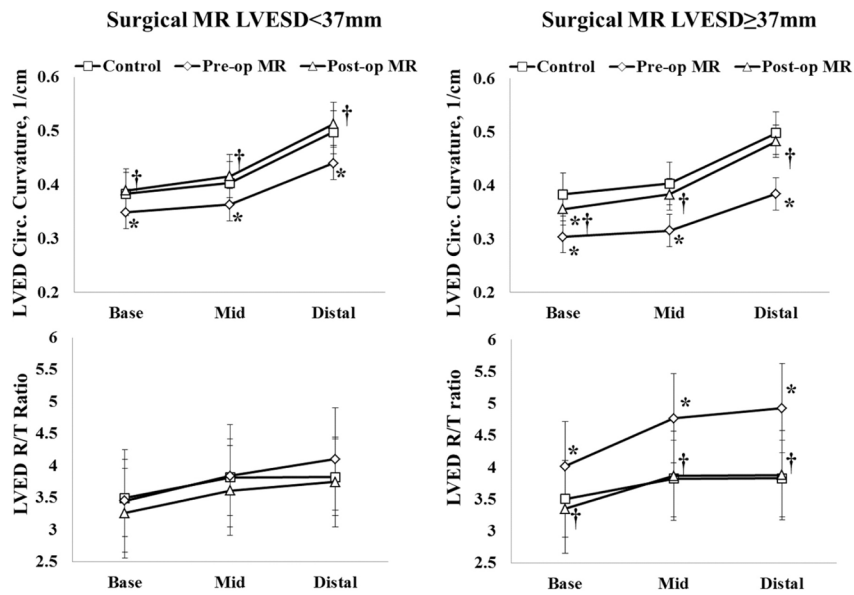 Surgical MR LVESD<37mm
Control Pre-op MR Post-op MR
LVED Circ. Curvature, 1/cm
0.6
0.5
0.4
0.3
0.2
† † †
* * *
Base Mid Distal
Surgical MR LVESD≥37mm
Control Pre-op MR Post-op MR
LVED Circ. Curvature, 1/cm
0.6
0.5
0.4
0.3
0.2
*† † †
* * *
Base Mid Distal
LVED R/T Ratio
6
5.5
5
4.5
4
3.5
3
2.5
Base Mid Distal
LVED R/T ratio
6
5.5
5
4.5
4
3.5
3
2.5
* * *
† † †
Base Mid Distal